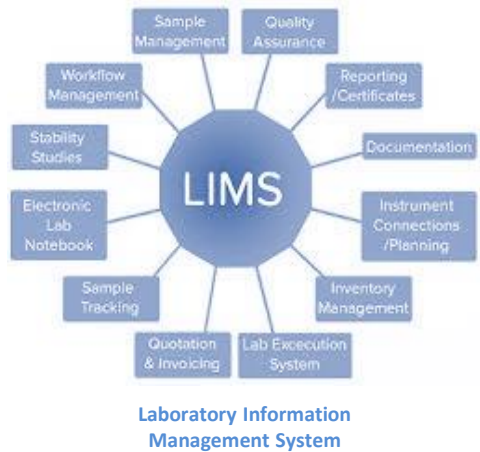 Sample
Management
Quality
Assurance
Workflow
Management
Reporting
/Certificates
Stability
Studies
Documentation
LIMS
Electronic
Lab
Notebook
Instrument
Connections
/Planning
Sample
Tracking
Inventory
Management
Quotation
& Invoicing
Lab Excecution
System
Laboratory Information
Management System